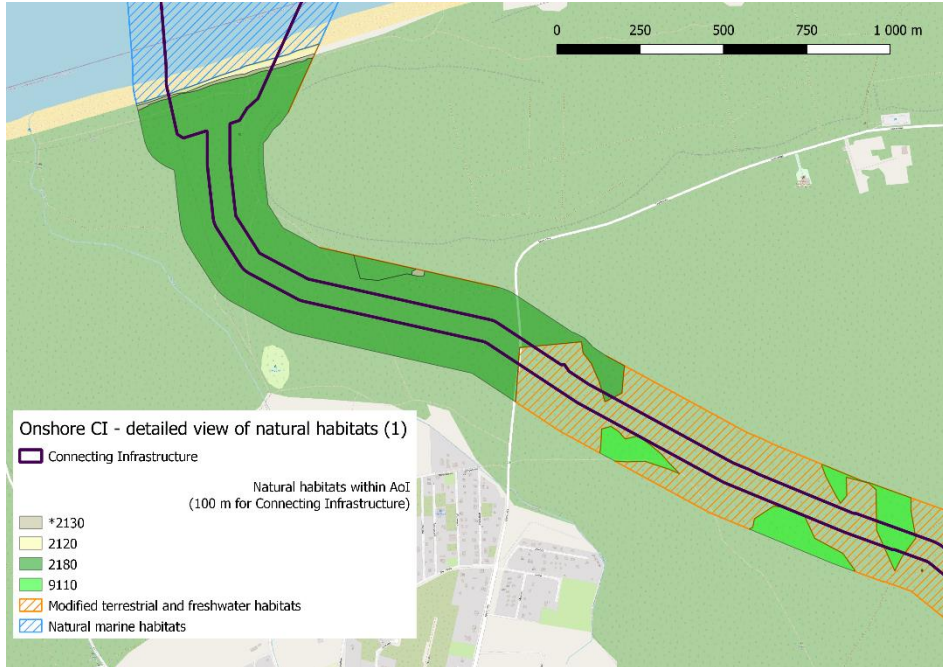 0 250 500 750 1 000 m
Onshore CI - detailed view of natural habitats (1)
Connecting Infrastructure
Natural habitats within AoI
(100 m for Connecting Infrastructure)
*2130
2120
2180
9110
Modified terrestrial and freshwater habitats
Natural marine habitats